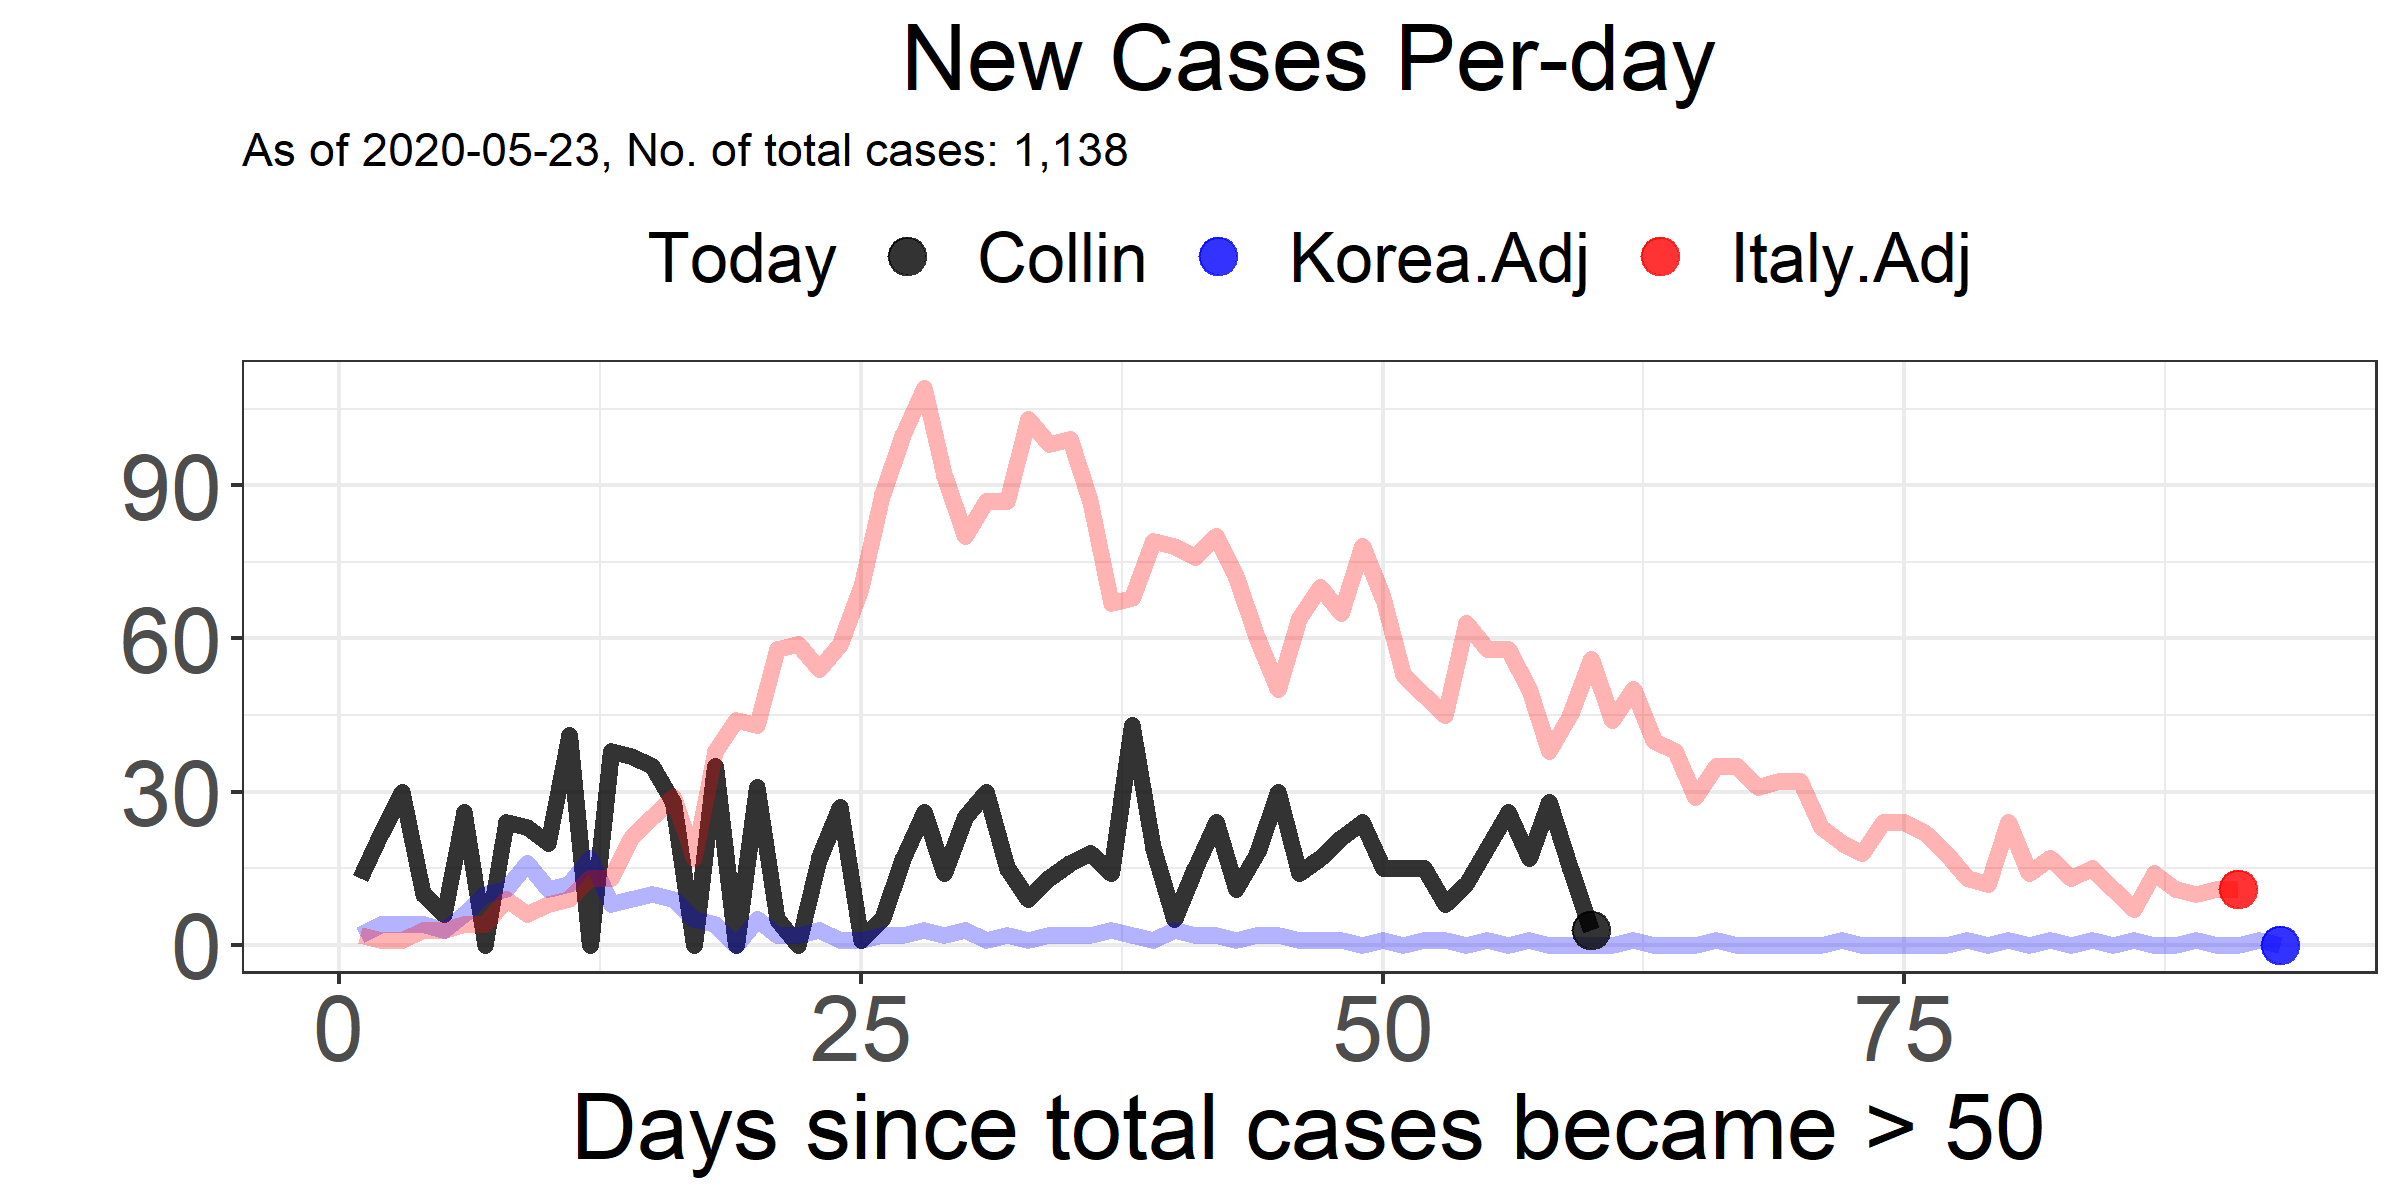 New Cases Per-day
As of 2020-05-23, No. of total cases: 1,138
Today Collin Korea.Adj Italy.Adj
90
60
30
0
0 25 50 75
Days since total cases became > 50